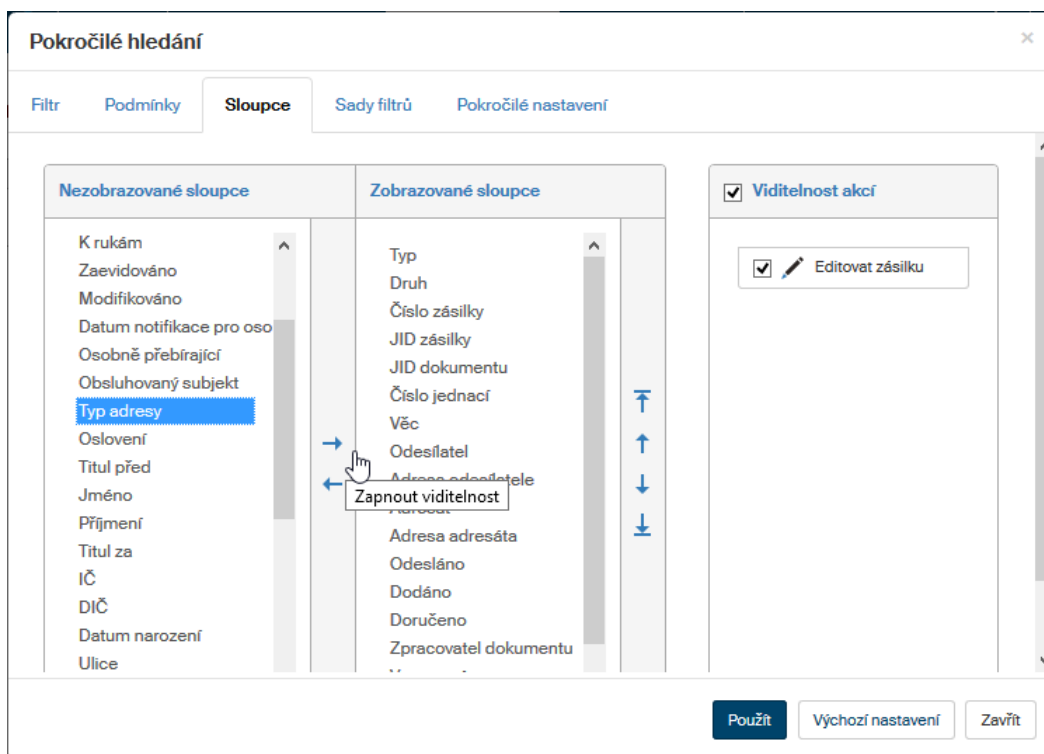 Pokročilé hledání
×
Filtr
Podmínky
Sloupce
Sady filtrů
Pokročilé nastavení
Nezobrazované sloupce
K rukám
Zaevidováno
Modifikováno
Datum notifikace pro oso
Osobně přebírající
Obsluhovaný subjekt
Typ adresy
Oslovení
Titul před
Jméno
Příjmení
Titul za
IČ
DIČ
Datum narození
Ulice
Zobrazované sloupce
Typ
Druh
Číslo zásilky
JID zásilky
JID dokumentu
Číslo jednací
Věc
Odesílatel
Adresa odesílatele
Zapnout viditelnost
Adresát
Adresa adresáta
Odesláno
Dodáno
Doručeno
Zpracovatel dokumentu
Viditelnost akcí
Editovat zásilku
Použít
Výchozí nastavení
Zavřít